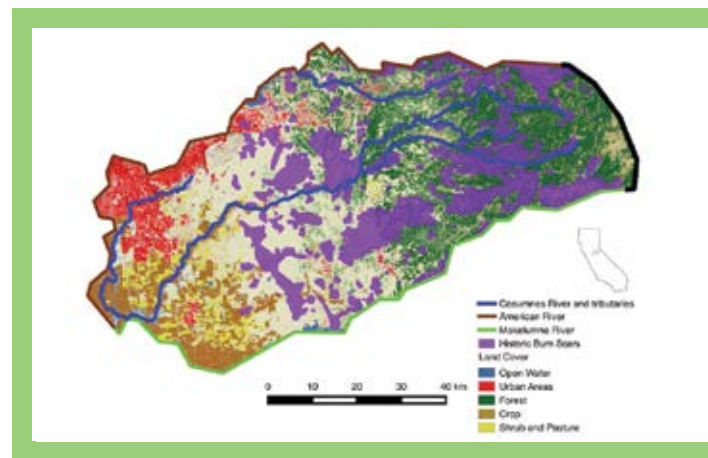 Cosumnes River and tributaries
American River
Mokelumne River
Historic Burn Scars
Land Cover
Open Water
Urban Areas
Forest
Crop
Shrub and Pasture
0 10 20 30 40 km